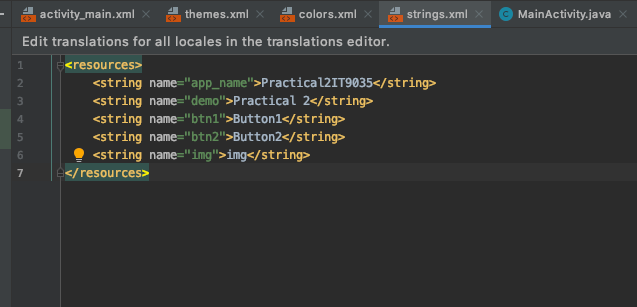 activity_main.xml themes.xml colors.xml strings.xml MainActivity.java
Edit translations for all locales in the translations editor.
1 <resources>
2 <string name="app_name">Practical2IT9035</string>
3 <string name="demo">Practical 2</string>
4 <string name="btn1">Button1</string>
5 <string name="btn2">Button2</string>
6 <string name="img">img</string>
7 </resources>